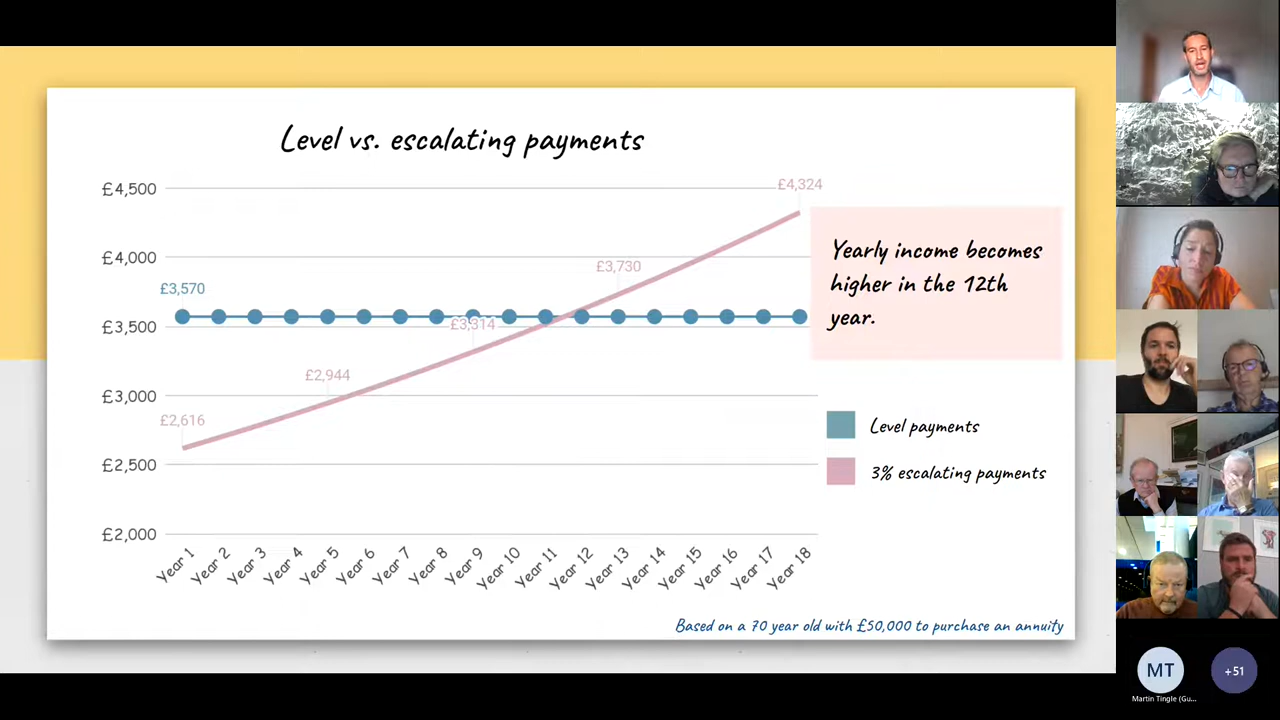 Level vs. escalating payments
£4,500
£4,000
£3,500
£3,000
£2,500
£2,000
£3,570
£2,616
£2,944
£3,314
£3,730
£4,324
Year 1
Year 2
Year 3
Year 4
Year 5
Year 6
Year 7
Year 8
Year 9
Year 10
Year 11
Year 12
Year 13
Year 14
Year 15
Year 16
Year 17
Year 18
Yearly income becomes
higher in the 12th
year.
Level payments
3% escalating payments
Based on a 70 year old with £50,000 to purchase an annuity
MT
+51
Martin Tingle (Gu...